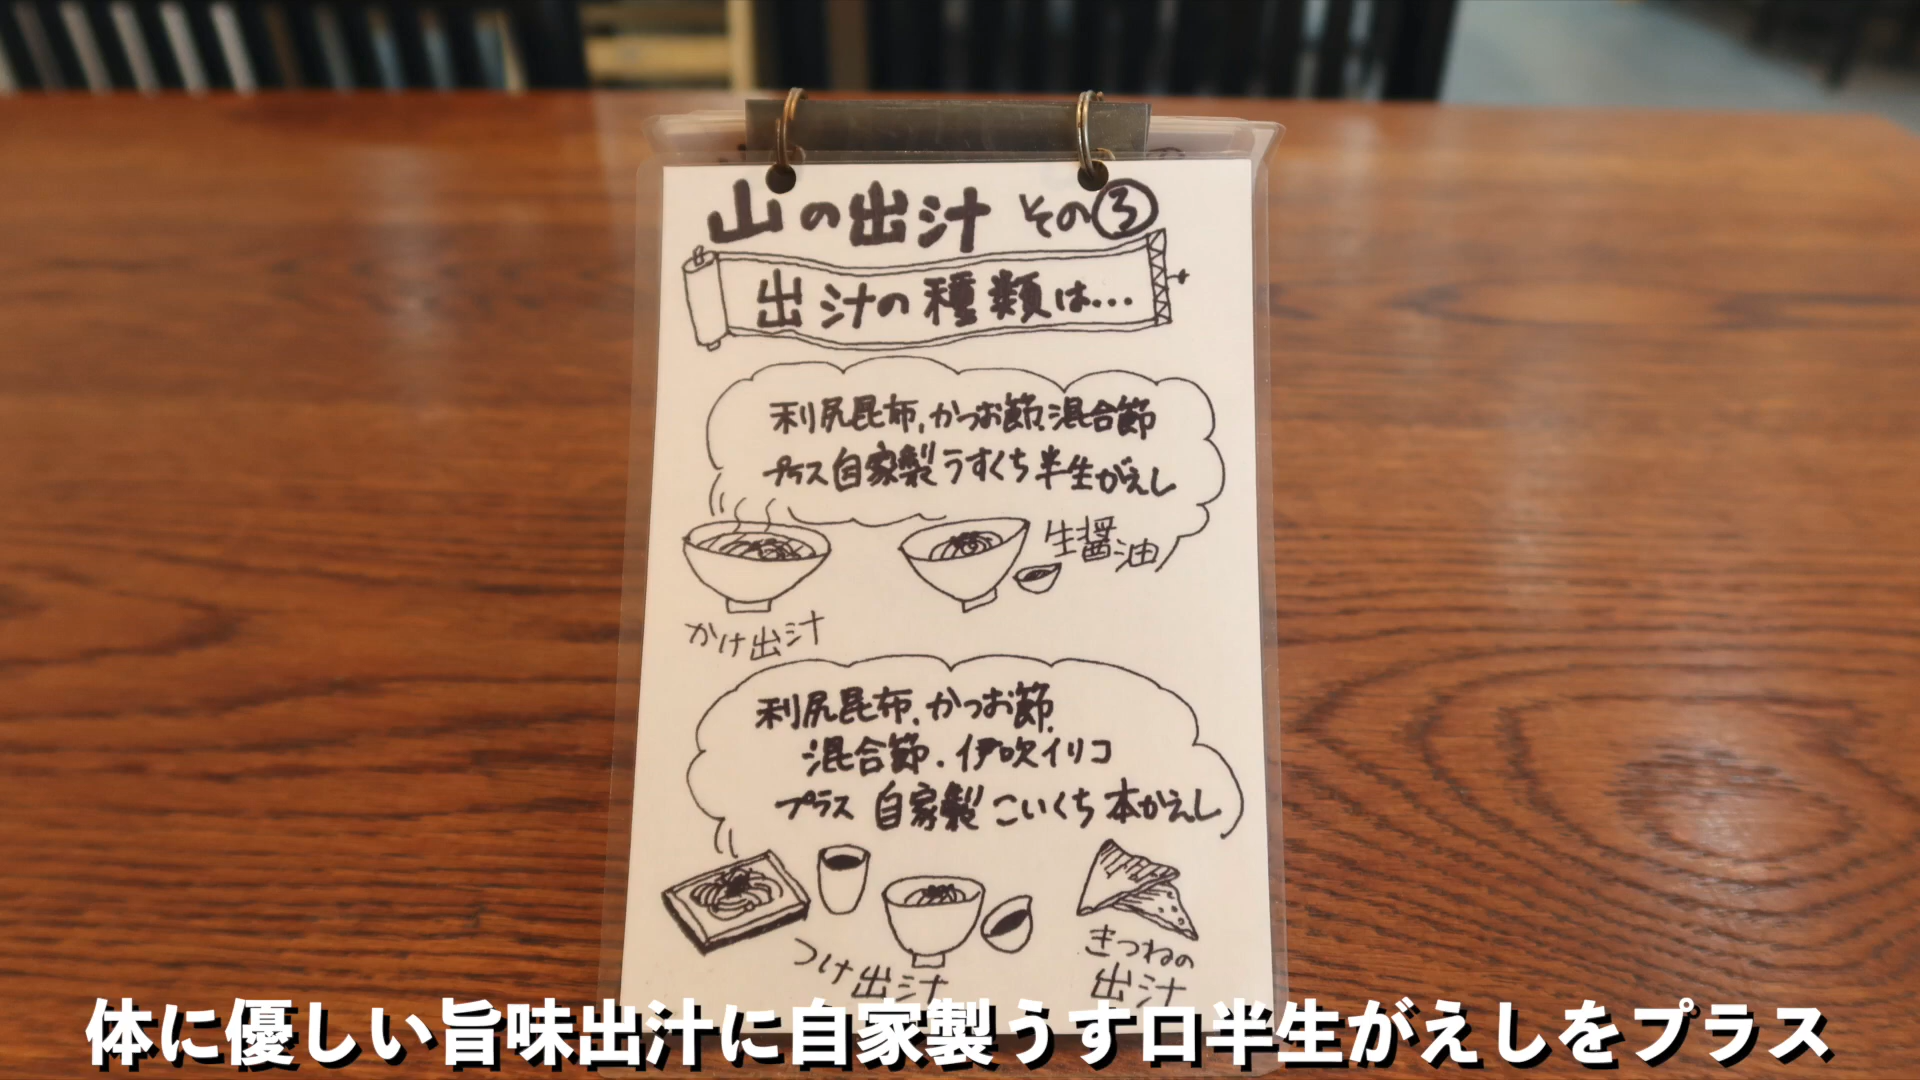 山の出汁 その③
出汁の種類は…
利尻昆布,かつお節,混合節
プラス自家製うすくち半生がえし
生醤油
かけ出汁
利尻昆布.かつお節.
混合節.伊吹イリコ
プラス 自家製こいくち本がえし
つけ出汁
きつねの
出汁
体に優しい旨味出汁に自家製うす口半生がえしをプラス